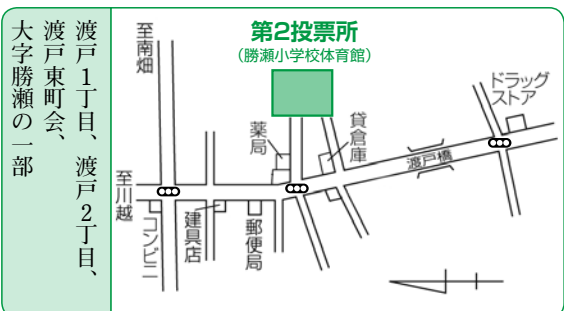 渡戸1丁目、渡戸2丁目、
渡戸東町会、
大字勝瀬の一部
第2投票所
(勝瀬小学校体育館)
至南畑
ドラッグ
ストア
薬局
貸倉庫
渡戸橋
至川越
コンビニ
建具店
郵便局